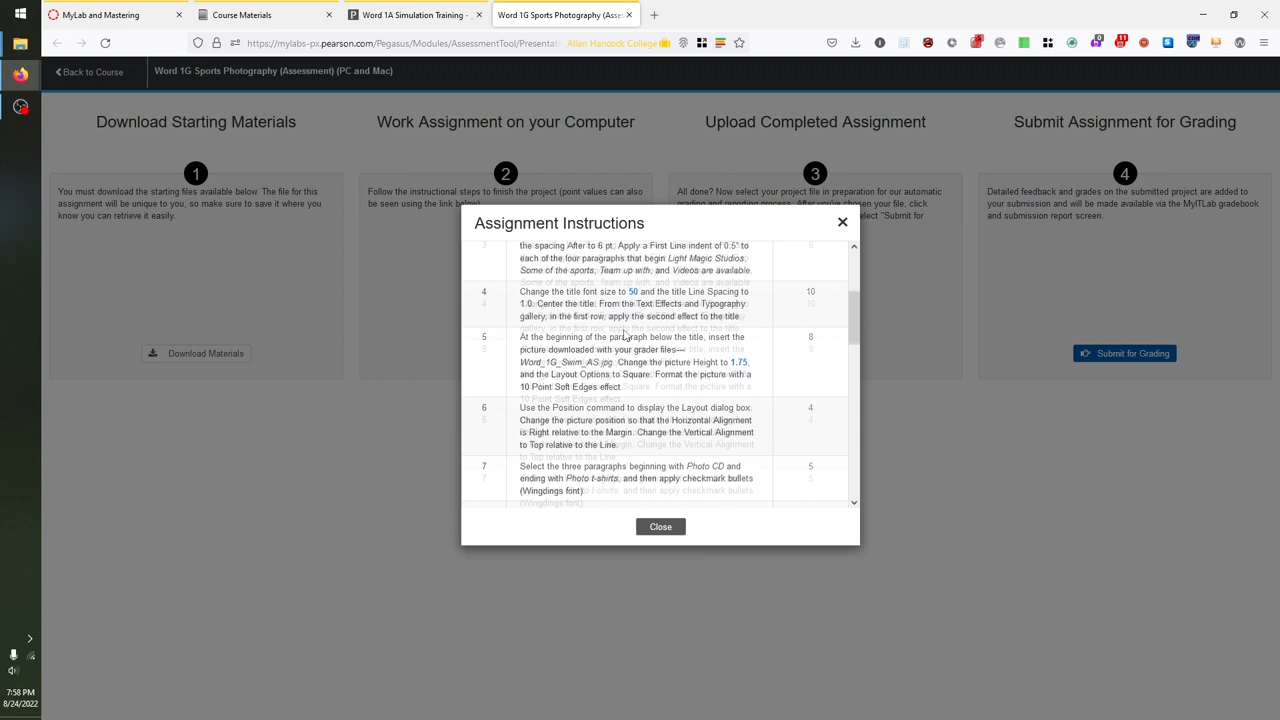 MyLab and Mastering
Course Materials
Word 1A Simulation Training -
Word 1G Sports Photography (Asse
https://mylabm-px.pearson.com/Pegasus/Modules/AssessmentTool/Presentat
Allan Hancock College
Back to Course
Word 1G Sports Photography (Assessment) (PC and Mac)
Download Starting Materials
Work Assignment on your Computer
Upload Completed Assignment
Submit Assignment for Grading
1
2
3
4
You must download the starting files available below. The file for this
assignment will be unique to you, so make sure to save it where you
know you can retrieve it easily.
Follow the instructional steps to finish the project (point values can also
be seen using the link below
All done? Now select your project file in preparation for our automatic
grading and reporting process. After you've chosen your file, click
select "Submit for
Detailed feedback and grades on the submitted project are added to
your submission and will be made available via the MyITLab gradebook
and submission report screen.
Download Materials
Submit for Grading
Assignment Instructions
3
the spacing After to 6 pt. Apply a First Line indent of 0.5" to
each of the four paragraphs that begin Light Magic Studios,
Some of the sports, Team up with, and Videos are available.
6
4
Change the title font size to 50 and the title Line Spacing to
1.0. Center the title. From the Text Effects and Typography
gallery, in the first row, apply the second effect to the title.
10
5
At the beginning of the paragraph below the title, insert the
picture downloaded with your grader files—
Word_1G_Swim_AS.jpg. Change the picture Height to 1.75,
and the Layout Options to Square. Format the picture with a
10 Point Soft Edges effect.
8
6
Use the Position command to display the Layout dialog box.
Change the picture position so that the Horizontal Alignment
is Right relative to the Margin. Change the Vertical Alignment
to Top relative to the Line.
4
7
Select the three paragraphs beginning with Photo CD and
ending with Photo t-shirts, and then apply checkmark bullets
(Wingdings font).
5
Close
7:58 PM
8/24/2022